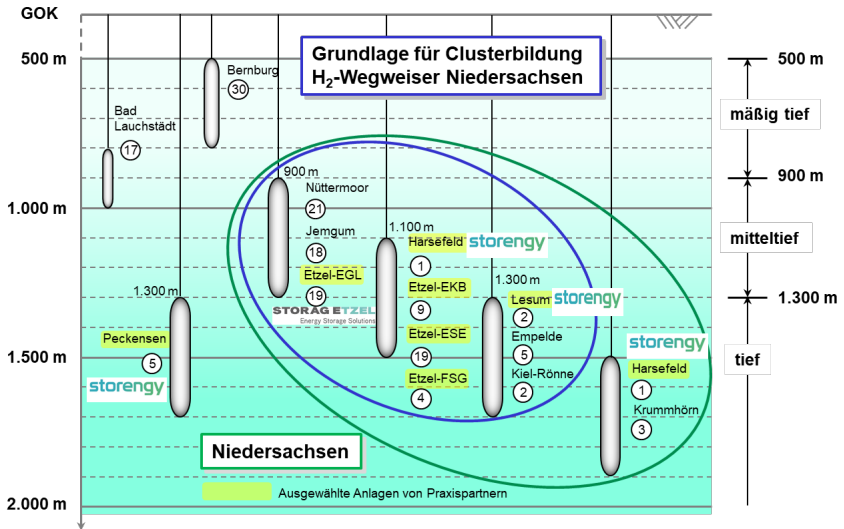 GOK
500 m
1.000 m
1.500 m
2.000 m
Grundlage für Clusterbildung
H₂-Wegweiser Niedersachsen
Bad
Lauchstädt
17
Bernburg
30
1.300 m
Peckensen
5
storengy
900 m
Nüttermoor
21
Jemgum
18
Etzel-EGL
19
STORAG ETZEL
Energy Storage Solutions
1.100 m
Harsefeld
storengy
1
Etzel-EKB
9
Etzel-ESE
19
Etzel-FSG
4
1.300 m
Lesum
storengy
2
Empelde
5
Kiel-Rönne
2
storengy
Harsefeld
1
Krummhörn
3
Niedersachsen
Ausgewählte Anlagen von Praxispartnern
500 m
mäßig tief
900 m
mitteltief
1.300 m
tief